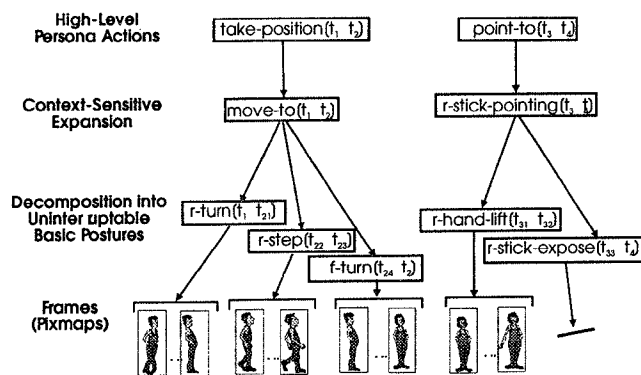 High-Level
Persona Actions
take-position(t₁ t₂)
point-to(t₃ t₄)
Context-Sensitive
Expansion
move-to(t₁ t₂)
r-stick-pointing(t₃ t)
Decomposition into
Uninter uptable
Basic Postures
r-turn(t₁ t₂₁)
r-hand-lift(t₃₁ t₃₂)
r-step(t₂₂ t₂₃)
r-stick-expose(t₃₃ t₄)
f-turn(t₂₄ t₂)
Frames
(Pixmaps)
... ... ... ...